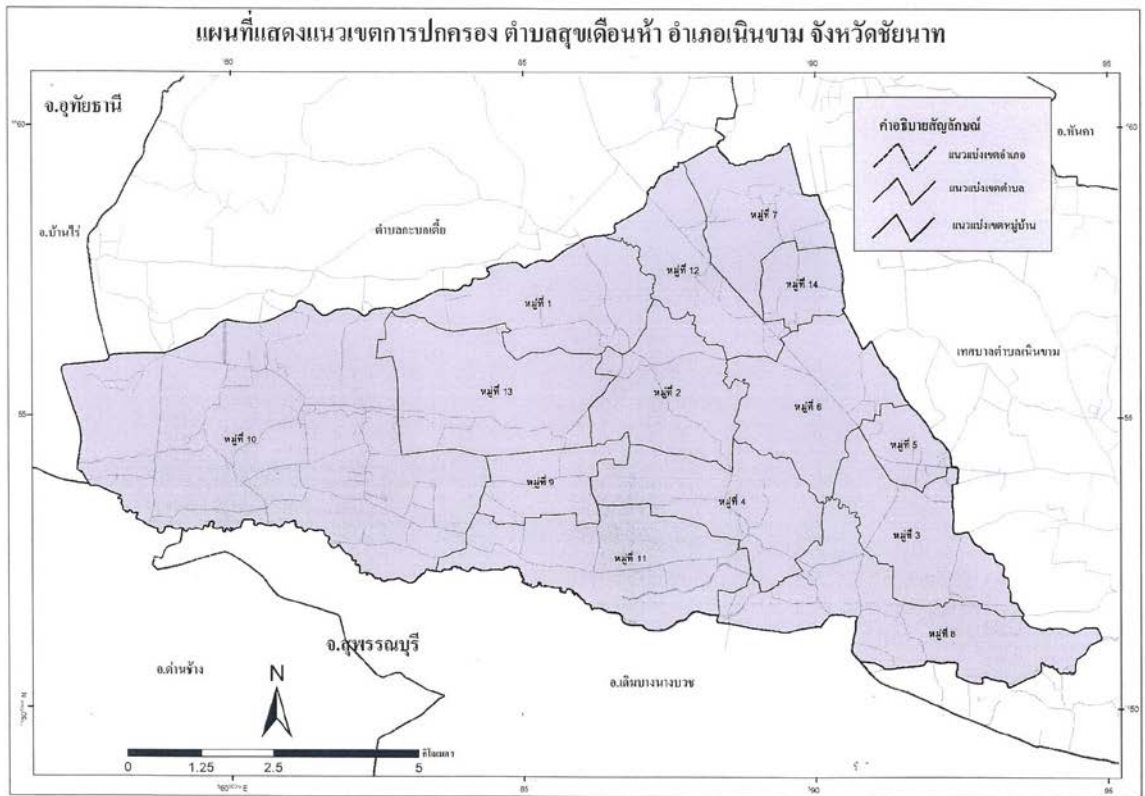 แผนที่แสดงแนวเขตการปกครอง ตำบลสุขเดือนห้า อำเภอเนินขาม จังหวัดชัยนาท
60 85 90 95
จ.อุทัยธานี
60
60
คำอธิบายสัญลักษณ์
แนวแบ่งเขตอำเภอ
แนวแบ่งเขตตำบล
แนวแบ่งเขตหมู่บ้าน
อ.หันคา
อ.บ้านไร่
ตำบลกะบกเตี้ย
หมู่ที่ 7
หมู่ที่ 12
หมู่ที่ 14
หมู่ที่ 1
เทศบาลตำบลเนินขาม
หมู่ที่ 13
หมู่ที่ 2
หมู่ที่ 6
55
55
หมู่ที่ 10
หมู่ที่ 5
หมู่ที่ 9
หมู่ที่ 4
หมู่ที่ 3
หมู่ที่ 11
หมู่ที่ 8
จ.สุพรรณบุรี
อ.ด่านช้าง
อ.เดิมบางนางบวช
N
50
กิโลเมตร
0 1.25 2.5 5
85 90 95